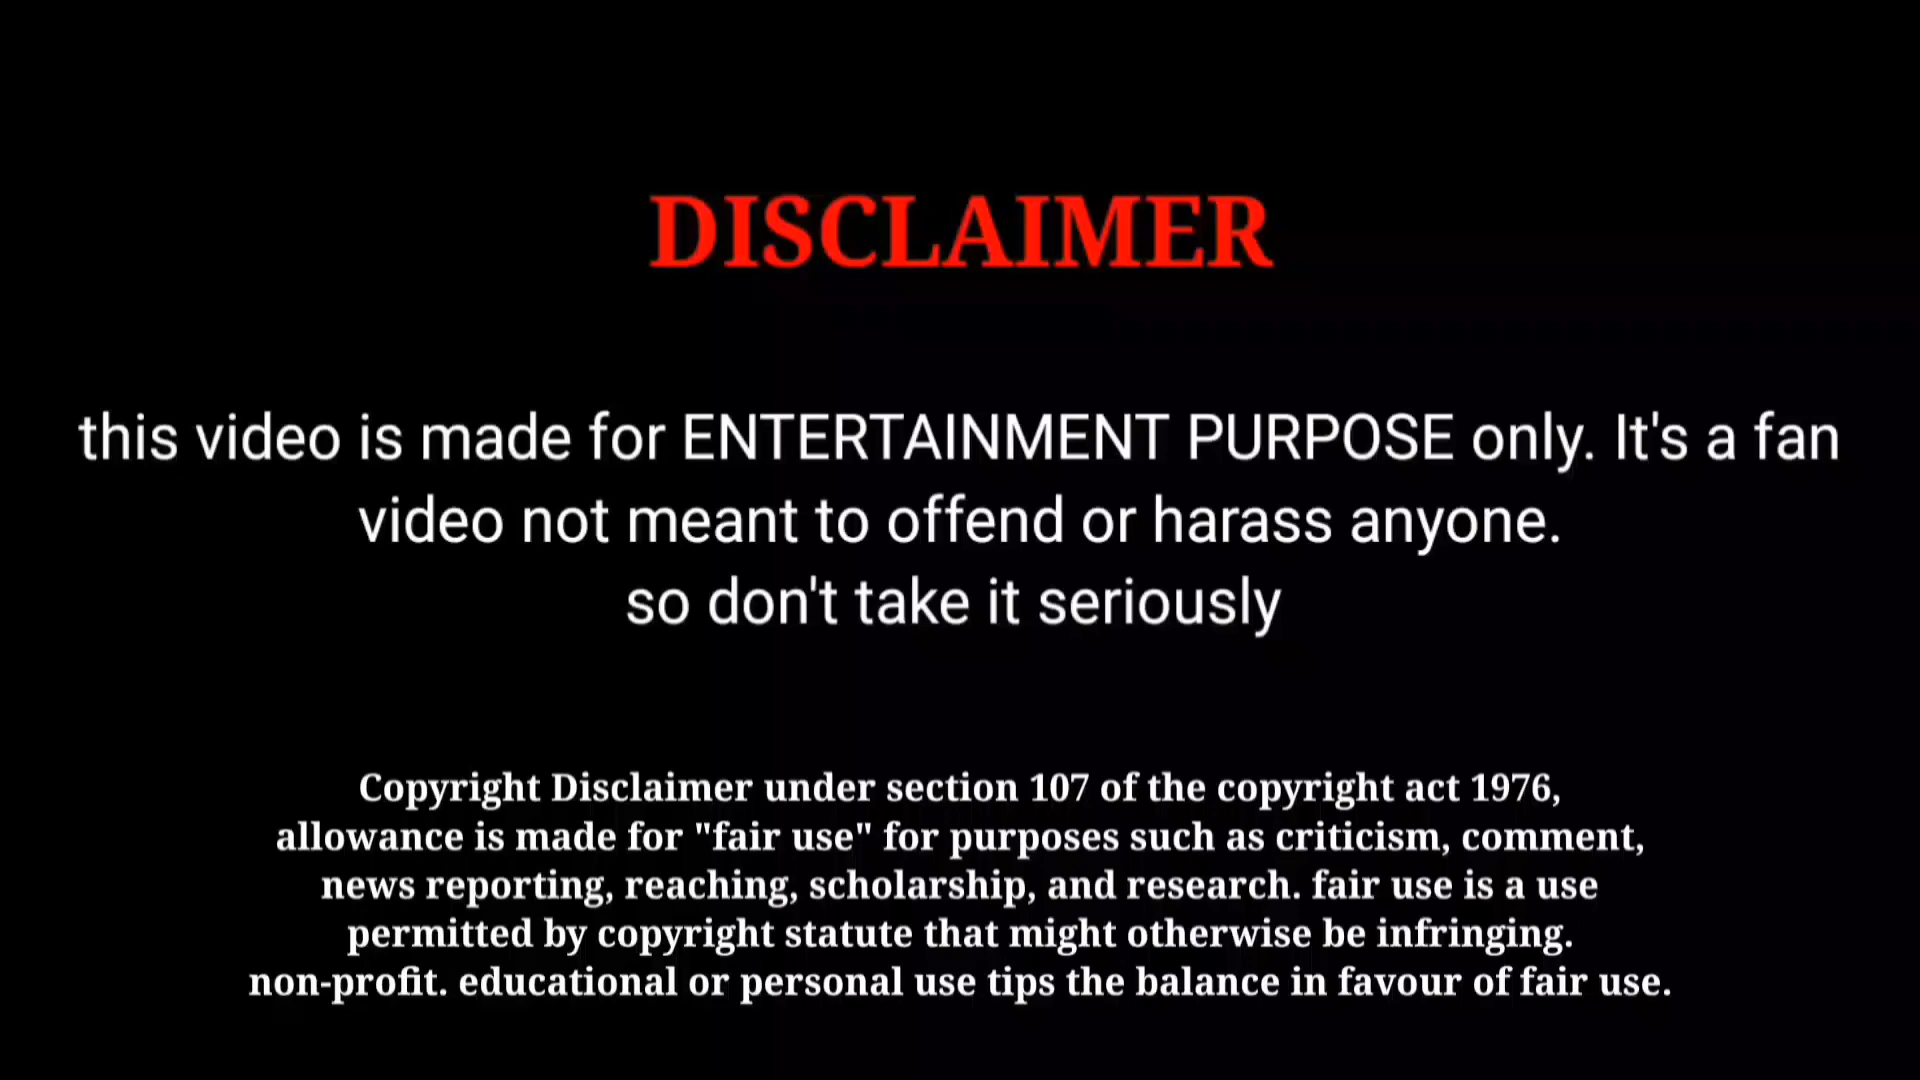 DISCLAIMER
this video is made for ENTERTAINMENT PURPOSE only. It's a fan
video not meant to offend or harass anyone.
so don't take it seriously
Copyright Disclaimer under section 107 of the copyright act 1976,
allowance is made for "fair use" for purposes such as criticism, comment,
news reporting, reaching, scholarship, and research. fair use is a use
permitted by copyright statute that might otherwise be infringing.
non-profit. educational or personal use tips the balance in favour of fair use.